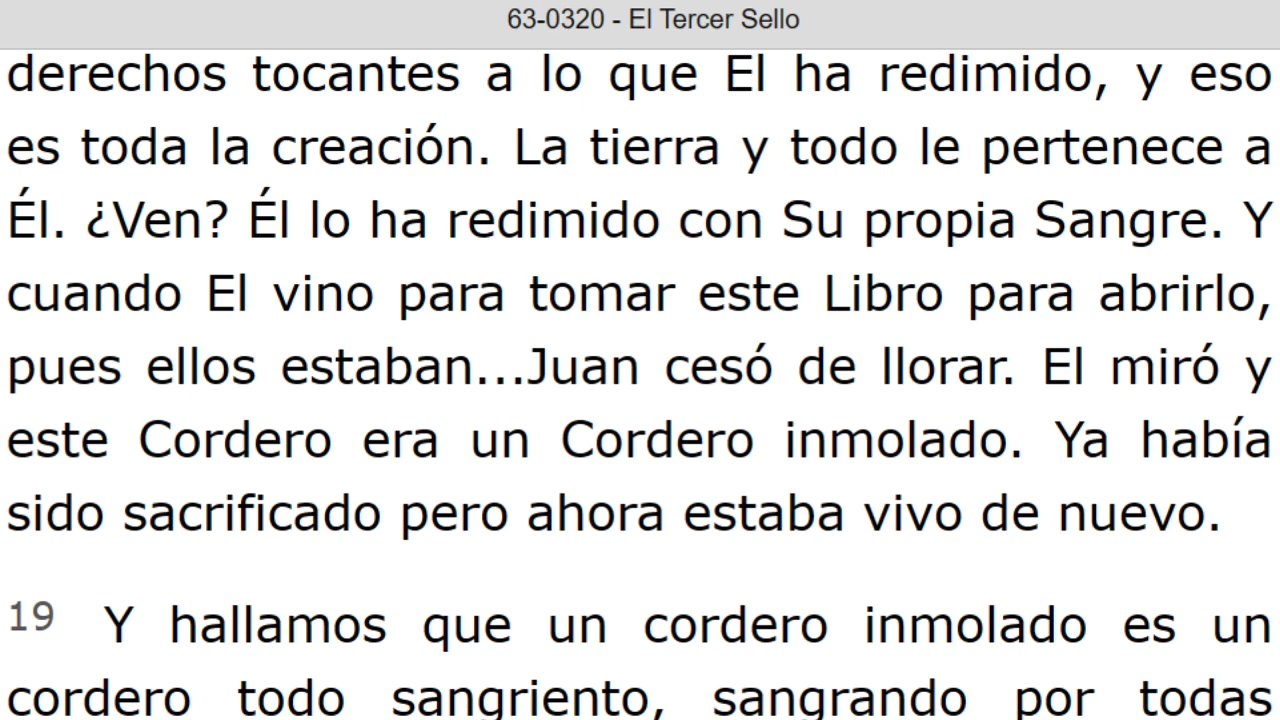 63-0320 - El Tercer Sello
derechos tocantes a lo que El ha redimido, y eso
es toda la creación. La tierra y todo le pertenece a
Él. ¿Ven? Él lo ha redimido con Su propia Sangre. Y
cuando El vino para tomar este Libro para abrirlo,
pues ellos estaban...Juan cesó de llorar. El miró y
este Cordero era un Cordero inmolado. Ya había
sido sacrificado pero ahora estaba vivo de nuevo.
19 Y hallamos que un cordero inmolado es un
cordero todo sangriento, sangrando por todas